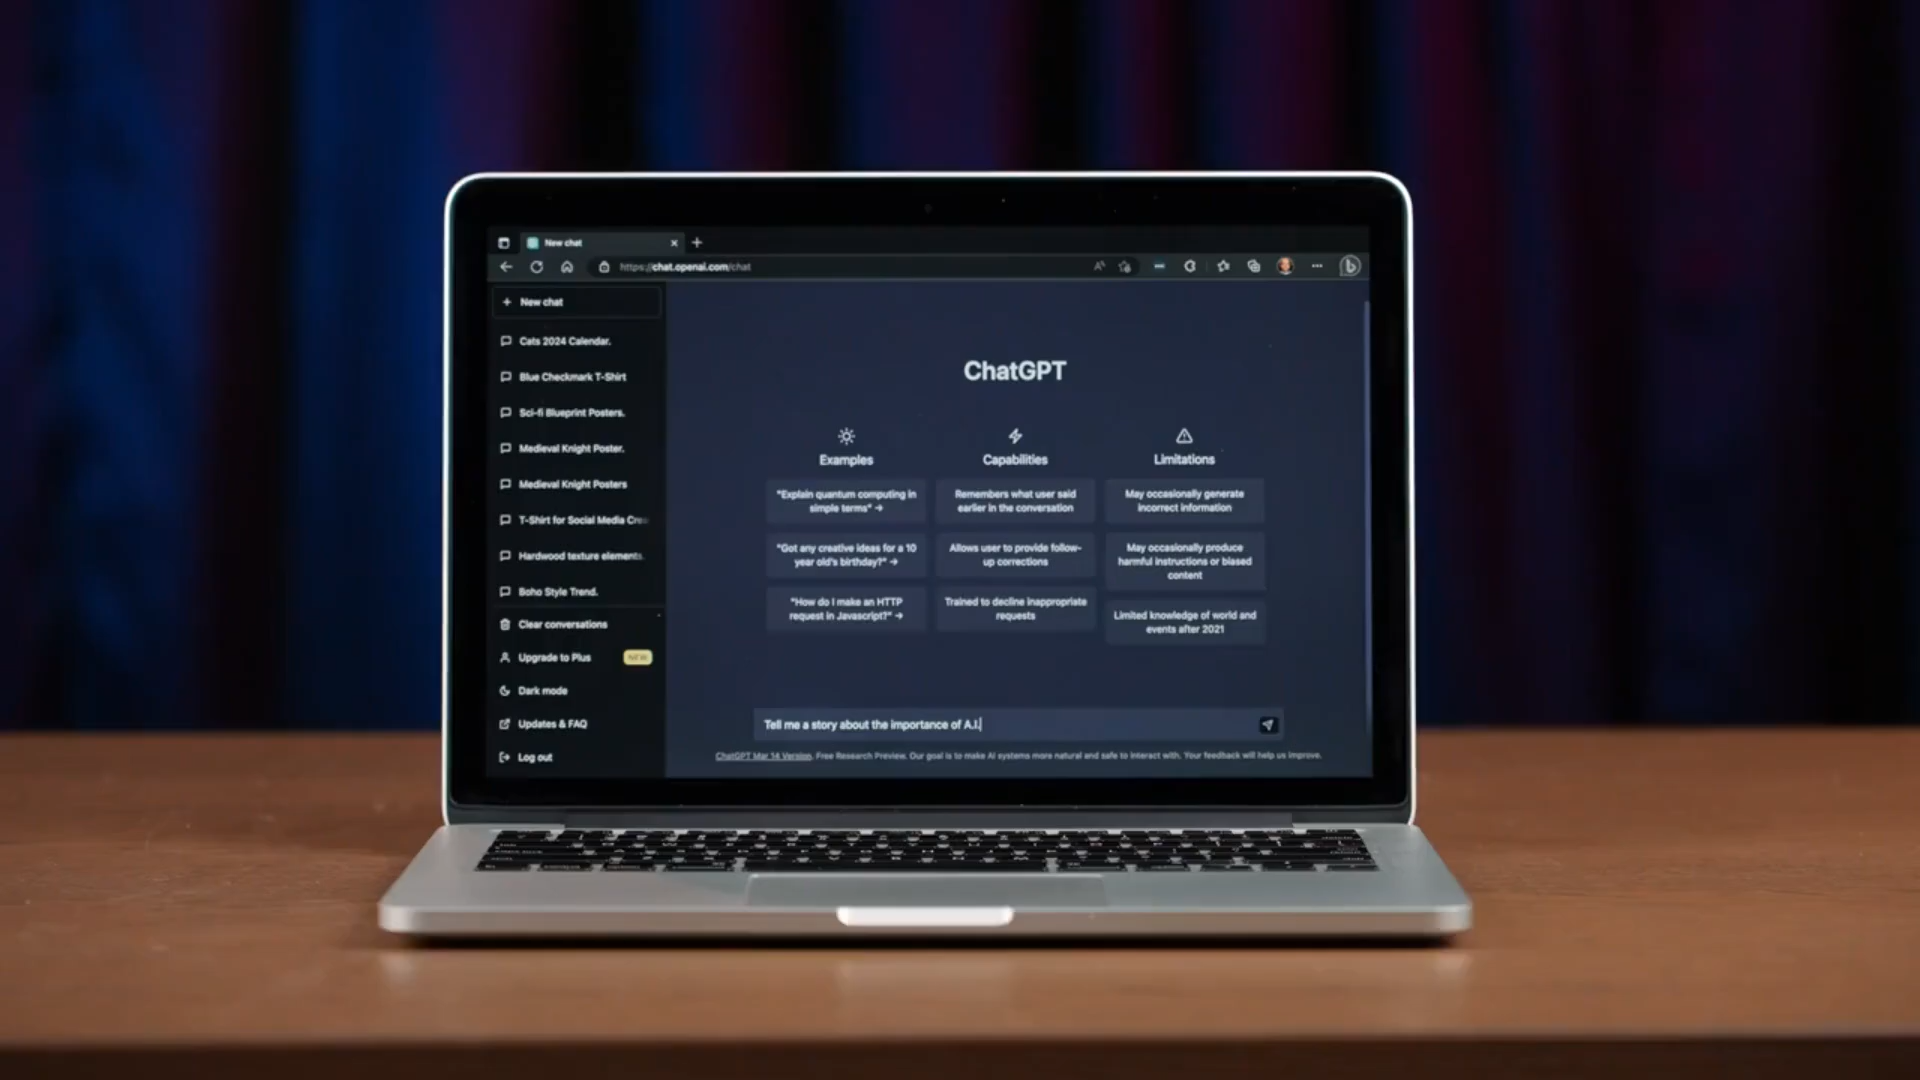 New chat
https://chat.openai.com/chat
New chat
Cats 2024 Calendar.
Blue Checkmark T-Shirt
Sci-fi Blueprint Posters.
Medieval Knight Poster.
Medieval Knight Posters
T-Shirt for Social Media Cre
Hardwood texture elements.
Boho Style Trend.
Clear conversations
Upgrade to Plus
NEW
Dark mode
Updates & FAQ
Log out
ChatGPT
Examples
"Explain quantum computing in
simple terms" →
"Got any creative ideas for a 10
year old's birthday?" →
"How do I make an HTTP
request in Javascript?" →
Capabilities
Remembers what user said
earlier in the conversation
Allows user to provide follow-
up corrections
Trained to decline inappropriate
requests
Limitations
May occasionally generate
incorrect information
May occasionally produce
harmful instructions or biased
content
Limited knowledge of world and
events after 2021
Tell me a story about the importance of A.I.
ChatGPT Mar 14 Version. Free Research Preview. Our goal is to make AI systems more natural and safe to interact with. Your feedback will help us improve.